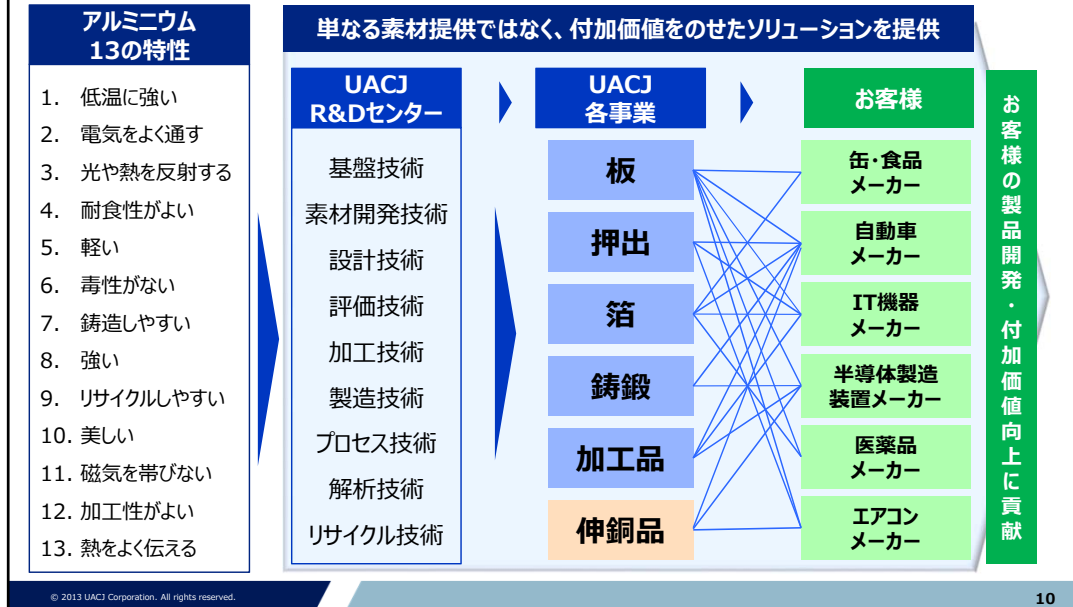 アルミニウム
13の特性
1. 低温に強い
2. 電気をよく通す
3. 光や熱を反射する
4. 耐食性がよい
5. 軽い
6. 毒性がない
7. 鋳造しやすい
8. 強い
9. リサイクルしやすい
10. 美しい
11. 磁気を帯びない
12. 加工性がよい
13. 熱をよく伝える
単なる素材提供ではなく、付加価値をのせたソリューションを提供
UACJ
R&Dセンター
基盤技術
素材開発技術
設計技術
評価技術
加工技術
製造技術
プロセス技術
解析技術
リサイクル技術
UACJ
各事業
板
押出
箔
鋳鍛
加工品
伸銅品
お客様
缶・食品
メーカー
自動車
メーカー
IT機器
メーカー
半導体製造
装置メーカー
医薬品
メーカー
エアコン
メーカー
お客様の製品開発・付加価値向上に貢献
© 2013 UACJ Corporation. All rights reserved.
10